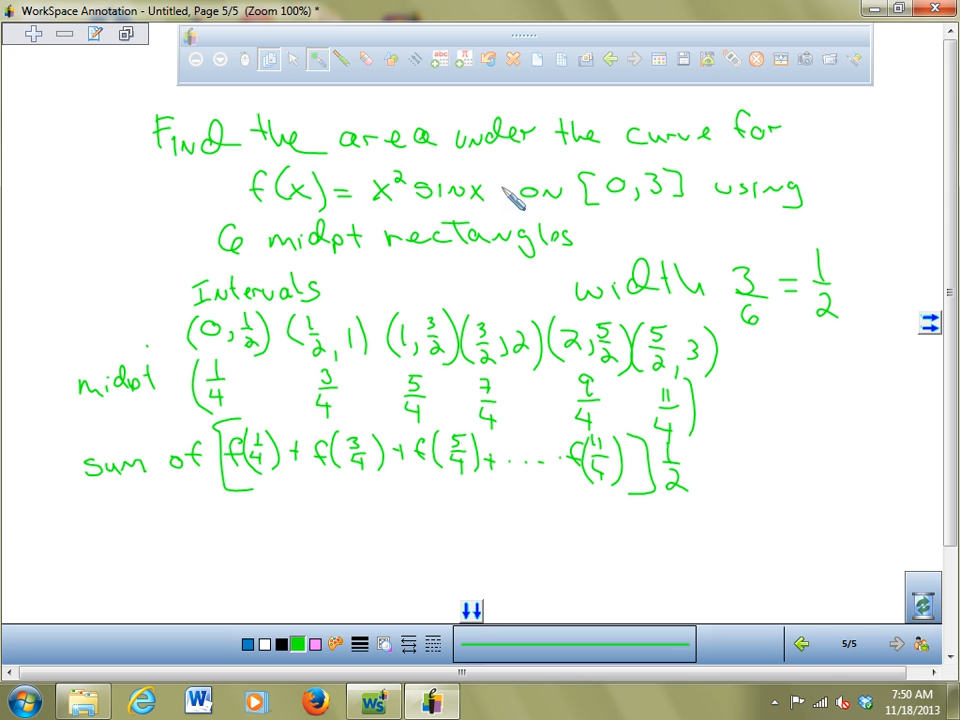 WorkSpace Annotation - Untitled, Page 5/5 (Zoom 100%) *
Find the area under the curve for
f(x) = x² sinx on [0,3] using
6 midpt rectangles
Intervals width 3/6 = 1/2
(0, 1/2) (1/2, 1) (1, 3/2) (3/2, 2) (2, 5/2) (5/2, 3)
midpt (1/4 3/4 5/4 7/4 9/4 11/4)
sum of [f(1/4) + f(3/4) + f(5/4) + .... f(11/4)] 1/2
5/5
7:50 AM
11/18/2013